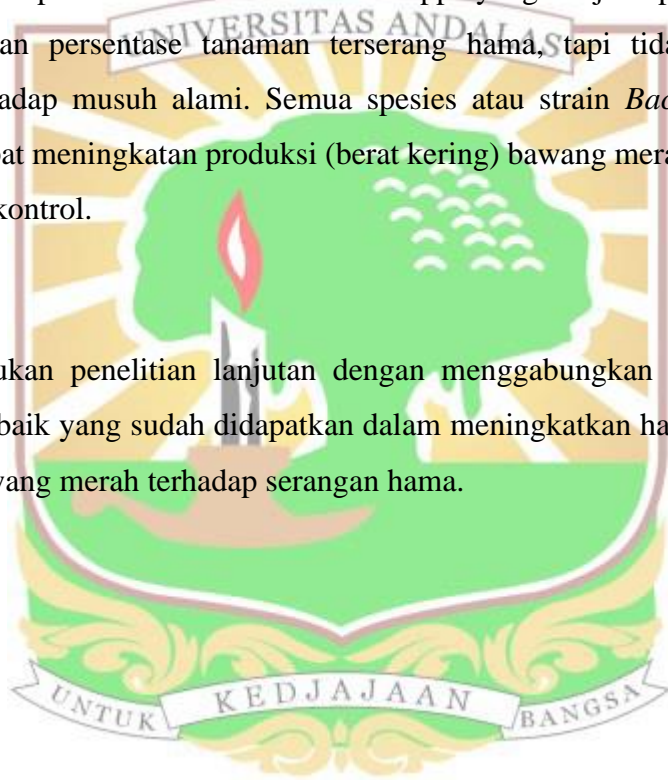 yang
UNIVERSITAS ANDALAS
an persentase tanaman terserang hama, tapi tida
adap musuh alami. Semua spesies atau strain Bac
at meningkatan produksi (berat kering) bawang mera
kontrol.
ukan penelitian lanjutan dengan menggabungkan
baik yang sudah didapatkan dalam meningkatkan ha
wang merah terhadap serangan hama.
UNTUK KEDJAJAAN BANGSA